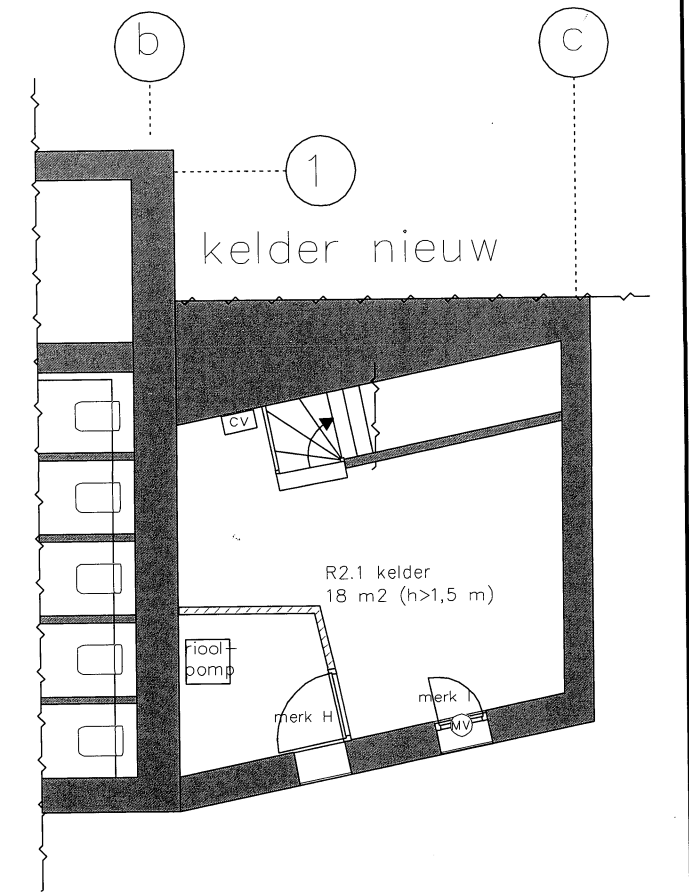 b
c
1
kelder nieuw
CV
R2.1 kelder
18 m2 (h>1,5 m)
riool-
pomp
merk I
merk H
MV